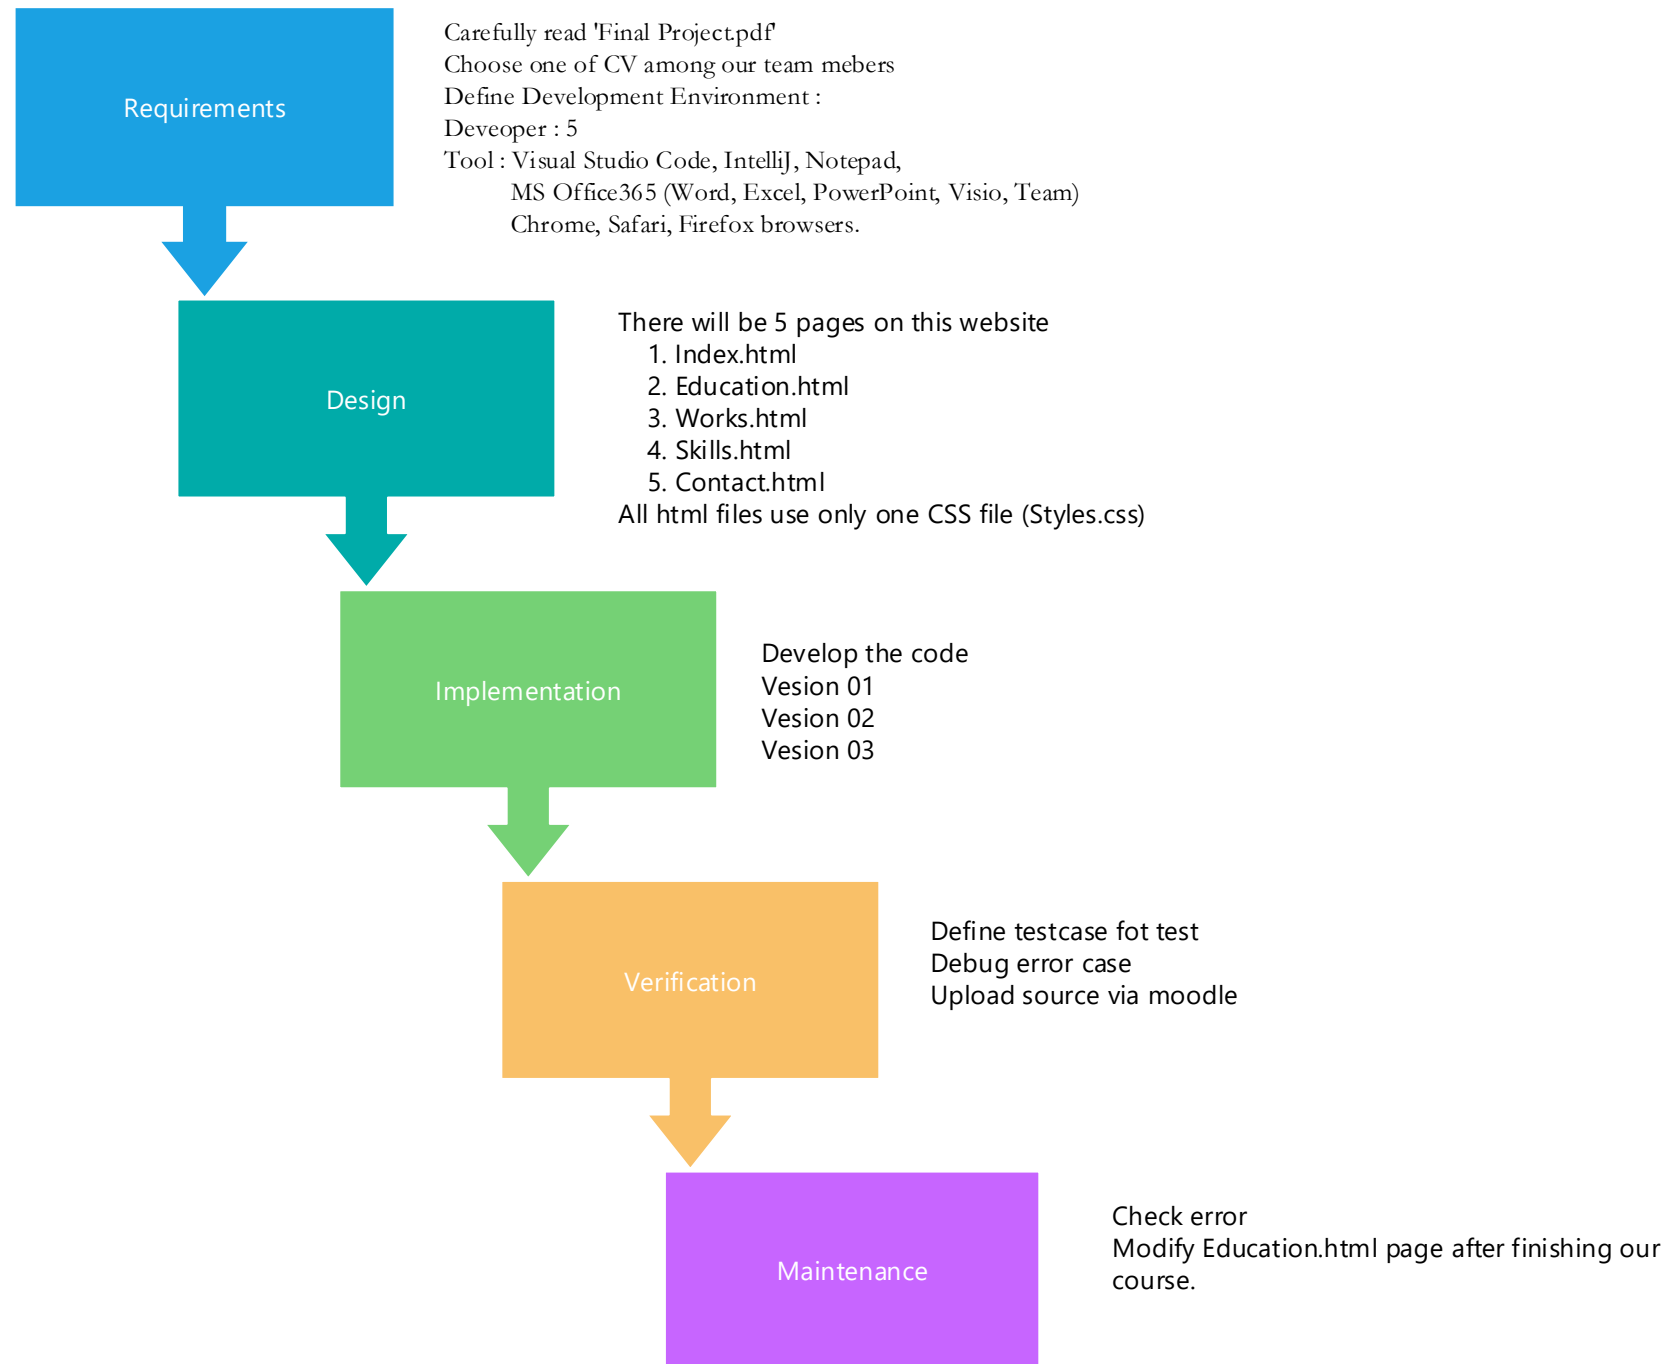 Requirements
Carefully read 'Final Project.pdf'
Choose one of CV among our team mebers
Define Development Environment :
Deveoper : 5
Tool : Visual Studio Code, IntelliJ, Notepad,
MS Office365 (Word, Excel, PowerPoint, Visio, Team)
Chrome, Safari, Firefox browsers.
Design
There will be 5 pages on this website
1. Index.html
2. Education.html
3. Works.html
4. Skills.html
5. Contact.html
All html files use only one CSS file (Styles.css)
Implementation
Develop the code
Vesion 01
Vesion 02
Vesion 03
Verification
Define testcase fot test
Debug error case
Upload source via moodle
Maintenance
Check error
Modify Education.html page after finishing our
course.